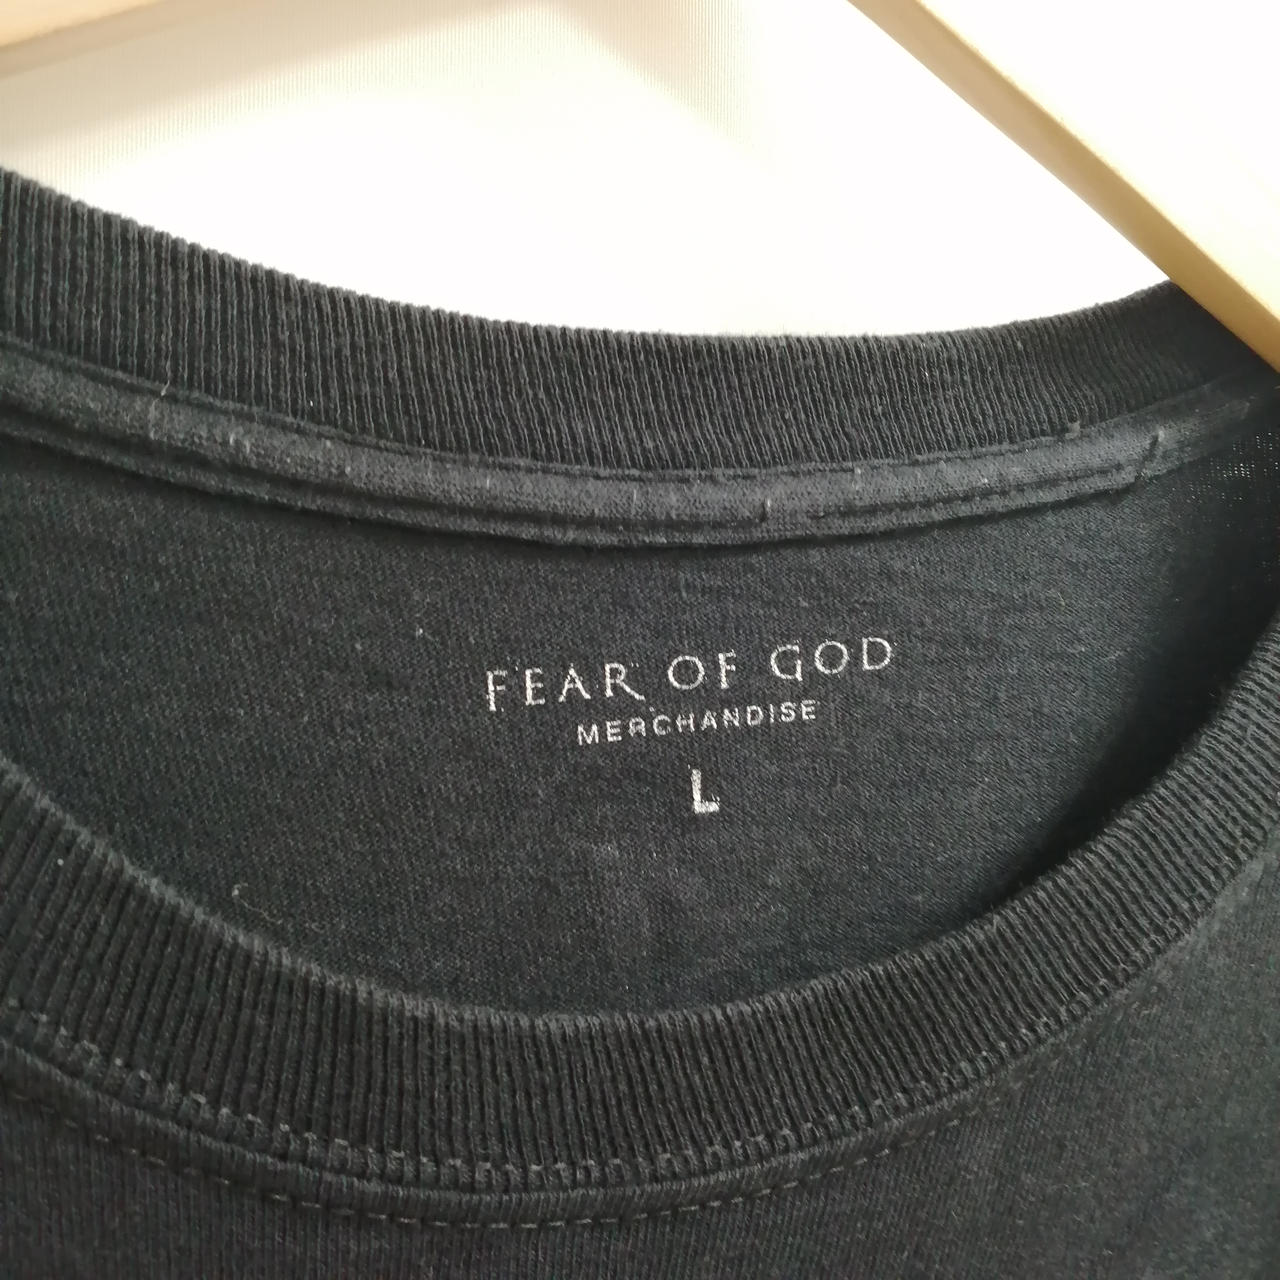 FEAR OF GOD
MERCHANDISE
L